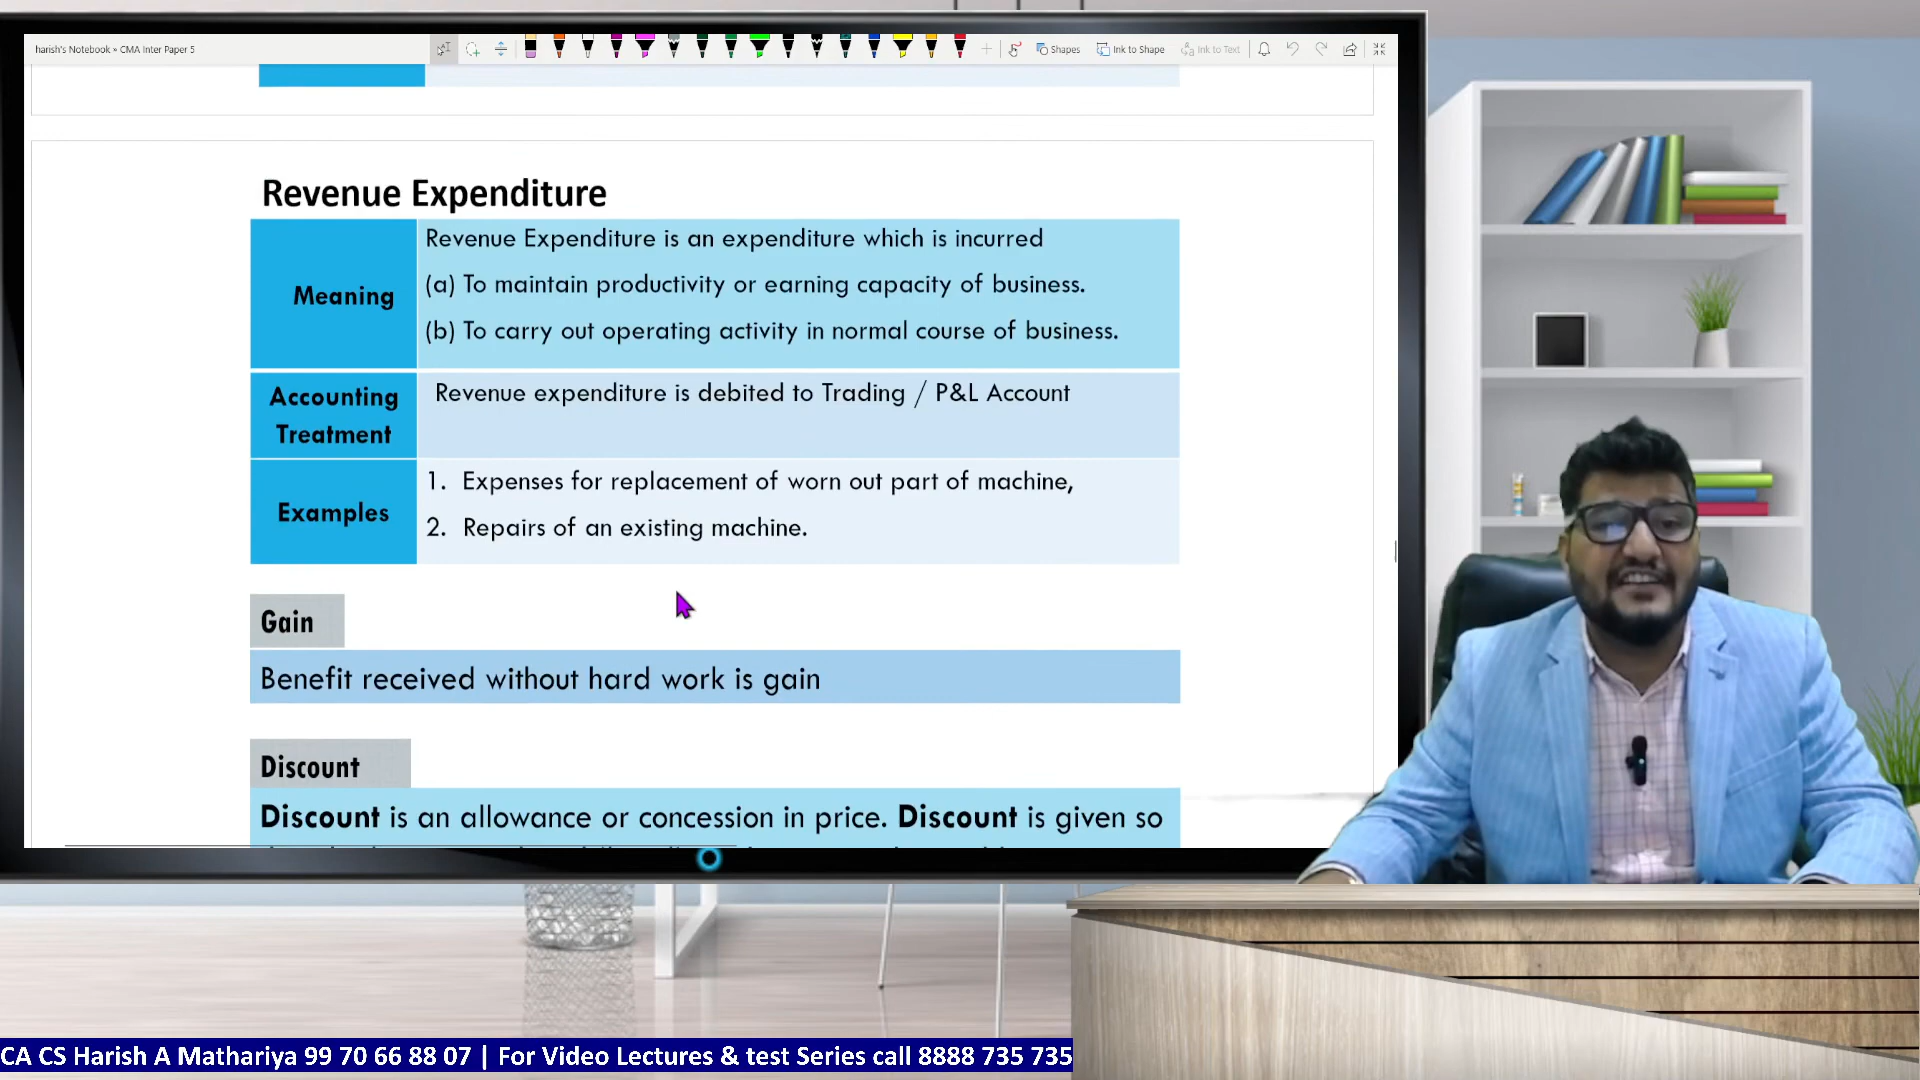 harish's Notebook » CMA Inter Paper 5
Shapes
Ink to Shape
Ink to Text
Revenue Expenditure
Meaning
Revenue Expenditure is an expenditure which is incurred
(a) To maintain productivity or earning capacity of business.
(b) To carry out operating activity in normal course of business.
Accounting
Treatment
Revenue expenditure is debited to Trading / P&L Account
Examples
1. Expenses for replacement of worn out part of machine,
2. Repairs of an existing machine.
Gain
Benefit received without hard work is gain
Discount
Discount is an allowance or concession in price. Discount is given so
CA CS Harish A Mathariya 99 70 66 88 07 | For Video Lectures & test Series call 8888 735 735